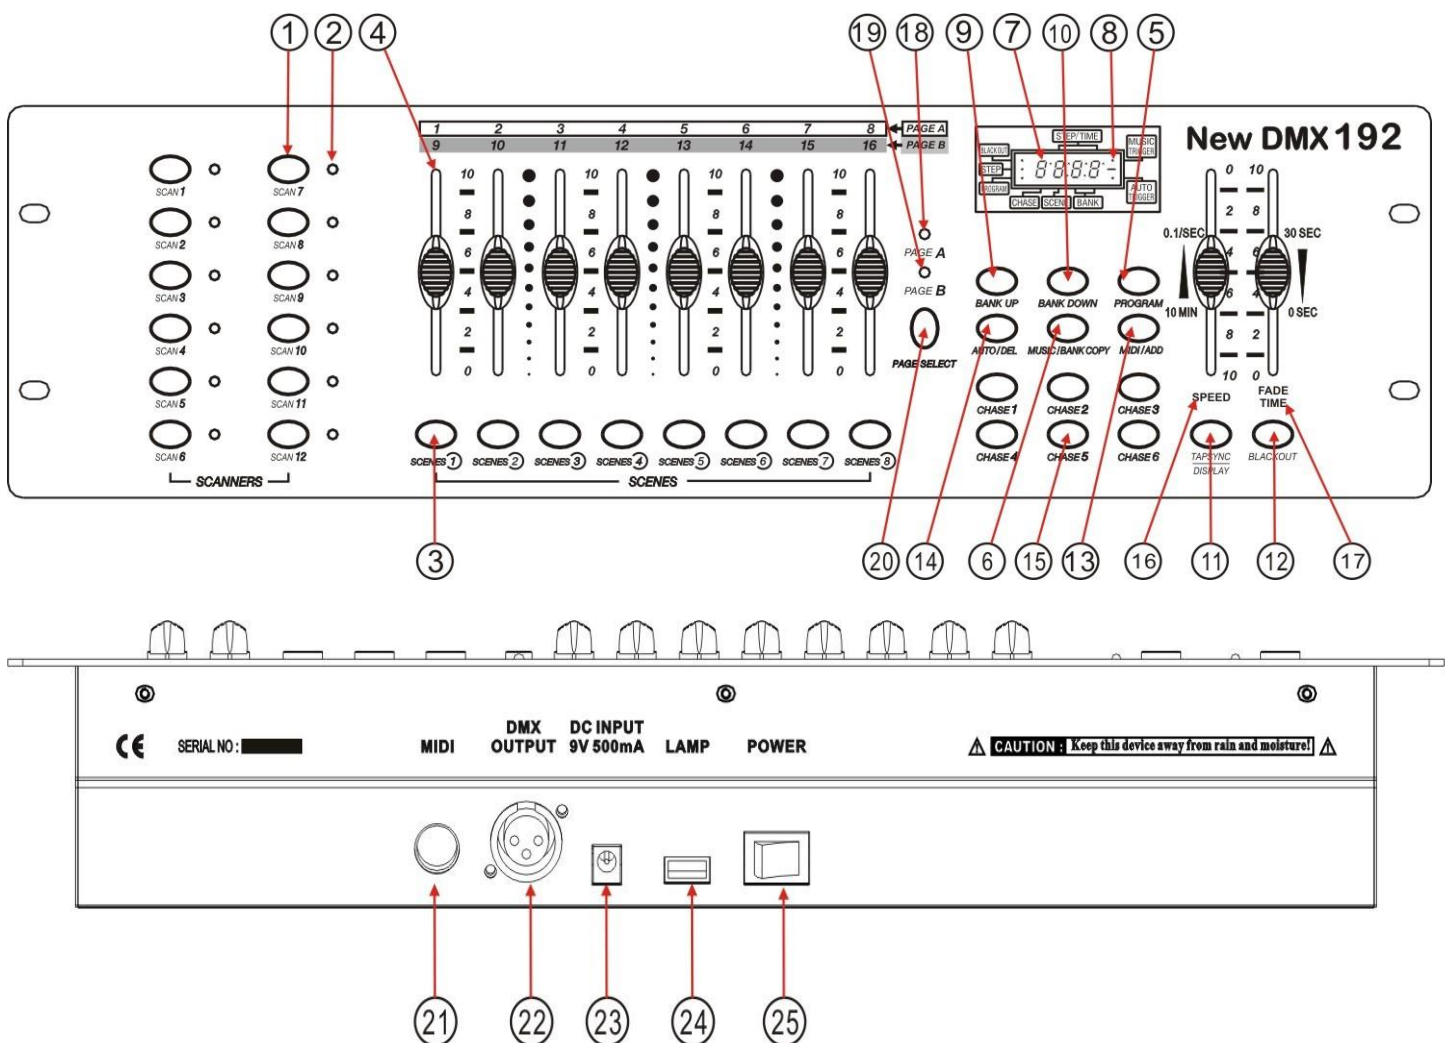 1 2 4 19 18 9 7 10 8 5
1 2 3 4 5 6 7 8 PAGE A
9 10 11 12 13 14 15 16 PAGE B
STEP/TIME
BLACKOUT MUSIC TRIGGER
STEP 8:8:8:8-
PROGRAM AUTO TRIGGER
CHASE SCENE BANK
New DMX 192
SCAN 1 SCAN 7
SCAN 2 SCAN 8
SCAN 3 SCAN 9
SCAN 4 SCAN 10
SCAN 5 SCAN 11
SCAN 6 SCAN 12
SCANNERS
10 10 10 10
8 8 8 8
6 6 6 6
4 4 4 4
2 2 2 2
0 0 0 0
PAGE A
PAGE B
PAGE SELECT
BANK UP BANK DOWN PROGRAM
AUTO/DEL MUSIC/BANK COPY MIDI/ADD
CHASE 1 CHASE 2 CHASE 3
CHASE 4 CHASE 5 CHASE 6
0 10
2 8
0.1/SEC 4 6 30 SEC
10 MIN 6 4 0 SEC
8 2
10 0
SPEED FADE TIME
TAPSYNC DISPLAY BLACKOUT
SCENES 1 SCENES 2 SCENES 3 SCENES 4 SCENES 5 SCENES 6 SCENES 7 SCENES 8
SCENES
3 20 14 6 15 13 16 11 12 17
CE SERIAL NO :
MIDI
DMX OUTPUT
DC INPUT 9V 500mA
LAMP
POWER
CAUTION : Keep this device away from rain and moisture!
21 22 23 24 25